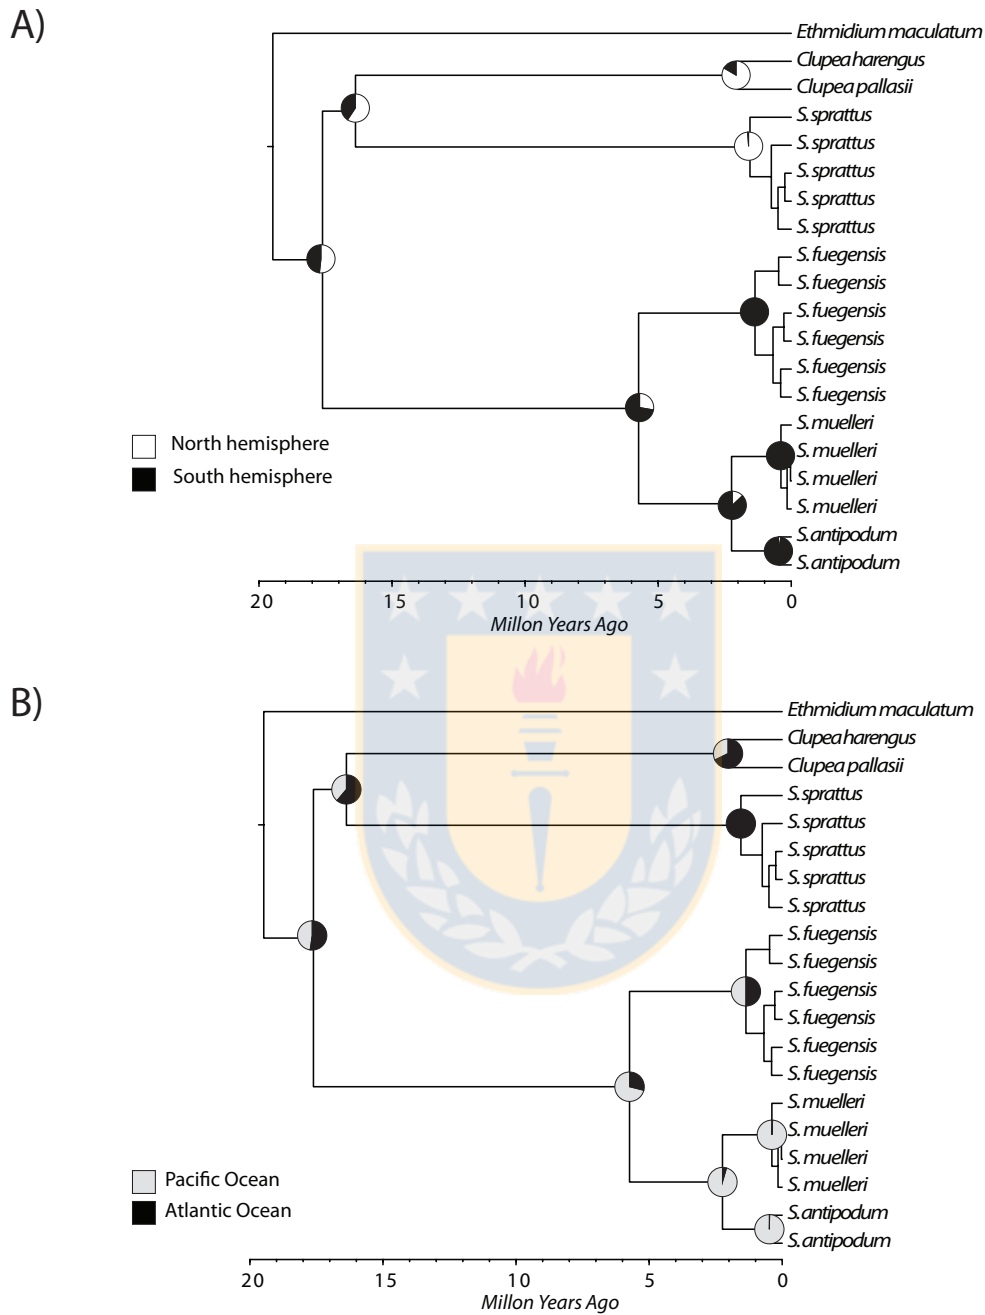 A)
Ethmidium maculatum
Clupea harengus
Clupea pallasii
S. sprattus
S. sprattus
S. sprattus
S. sprattus
S. sprattus
S. fuegensis
S. fuegensis
S. fuegensis
S. fuegensis
S. fuegensis
S. fuegensis
S. muelleri
North hemisphere
S. muelleri
South hemisphere
S. muelleri
S. muelleri
S. antipodum
S. antipodum
20 15 10 5 0
Millon Years Ago
B)
Ethmidium maculatum
Clupea harengus
Clupea pallasii
S. sprattus
S. sprattus
S. sprattus
S. sprattus
S. sprattus
S. fuegensis
S. fuegensis
S. fuegensis
S. fuegensis
S. fuegensis
S. fuegensis
S. muelleri
S. muelleri
S. muelleri
Pacific Ocean
S. muelleri
Atlantic Ocean
S. antipodum
S. antipodum
20 15 10 5 0
Millon Years Ago